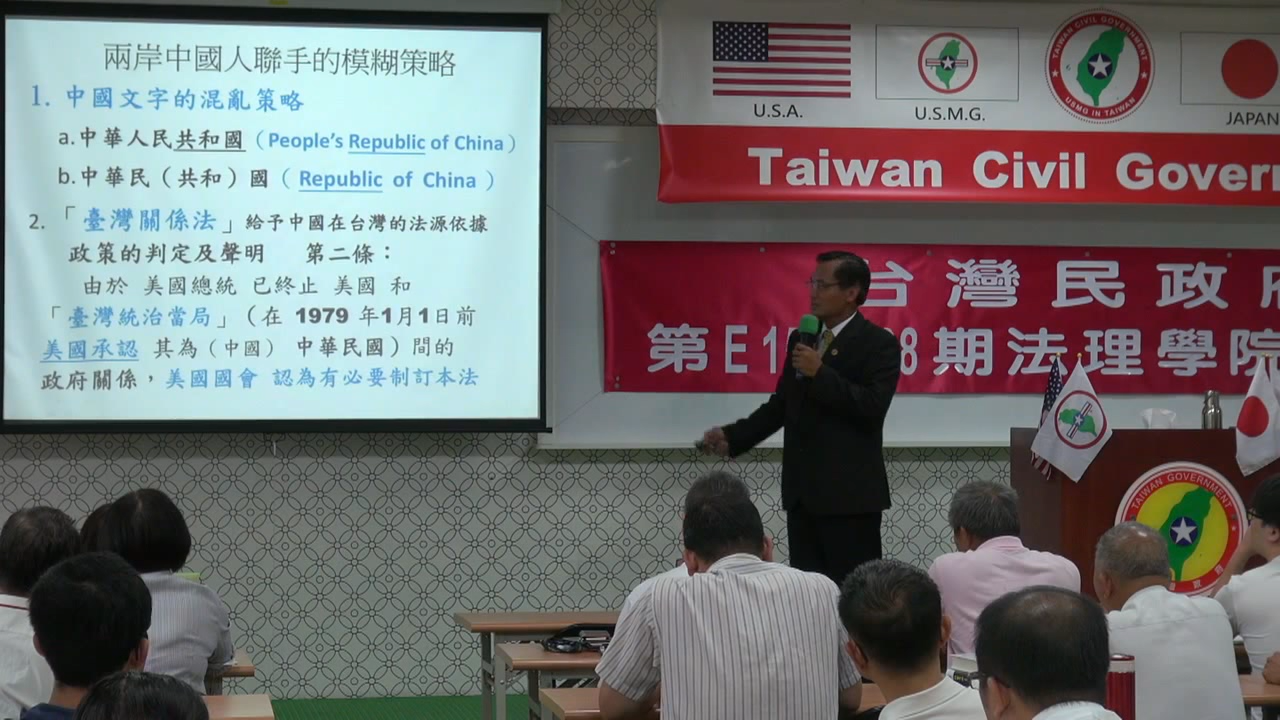 兩岸中國人聯手的模糊策略
1. 中國文字的混亂策略
a.中華人民共和國（People's Republic of China）
b.中華民（共和）國（ Republic of China ）
2. 「臺灣關係法」給予中國在台灣的法源依據
政策的判定及聲明 第二條：
由於 美國總統 已終止 美國 和
「臺灣統治當局」（在 1979 年1月1日前
美國承認 其為（中國） 中華民國）間的
政府關係，美國國會 認為有必要制訂本法
U.S.A.
U.S.M.G.
TAIWAN CIVIL GOVERNMENT
USMG IN TAIWAN
JAPAN
Taiwan Civil Govern
台灣民政府
第E1 8期法理學院
TAIWAN GOVERNMENT